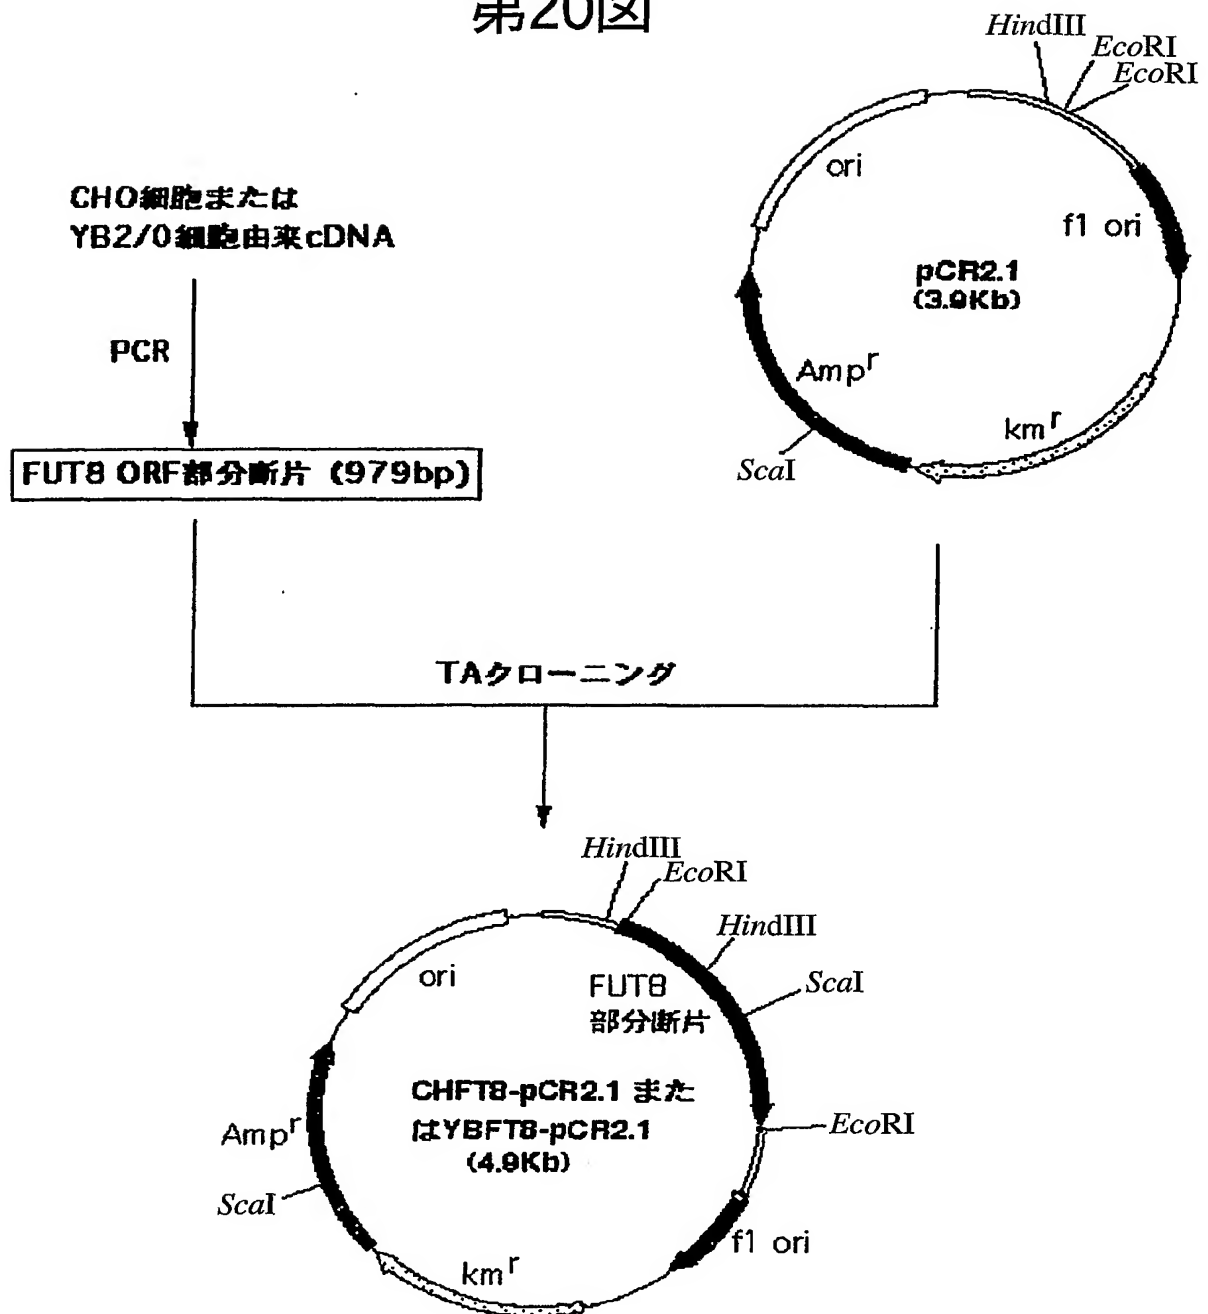 第20図
HindIII
EcoRI
EcoRI
ori
f1 ori
pCR2.1
(3.9Kb)
Ampr
kmr
ScaI
CHO細胞または
YB2/0細胞由来cDNA
PCR
FUT8 ORF部分断片 (979bp)
TAクローニング
HindIII
EcoRI
HindIII
ScaI
ori
FUT8
部分断片
CHFT8-pCR2.1 また
はYBFT8-pCR2.1
(4.9Kb)
Ampr
EcoRI
ScaI
f1 ori
kmr